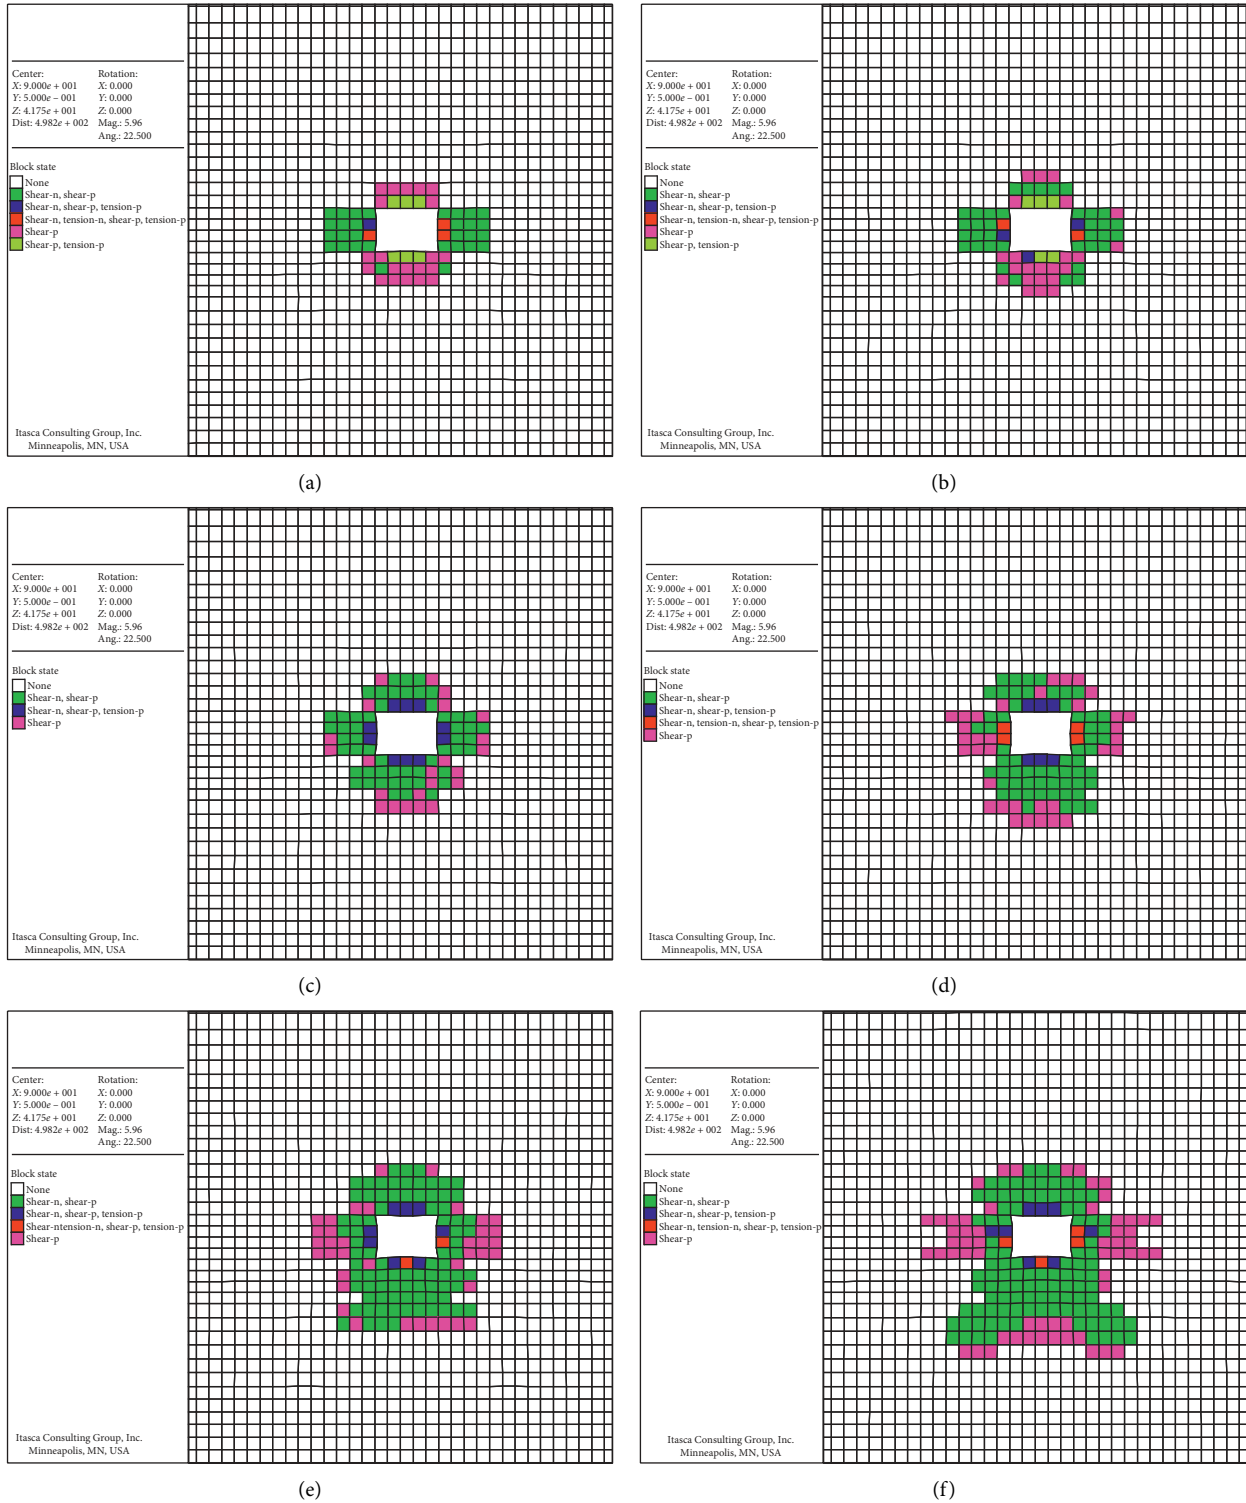 Center: Rotation:
X: 9.000e + 001 X: 0.000
Y: 5.000e − 001 Y: 0.000
Z: 4.175e + 001 Z: 0.000
Dist: 4.982e + 002 Mag.: 5.96
Ang.: 22.500
Block state
None
Shear-n, shear-p
Shear-n, shear-p, tension-p
Shear-n, tension-n, shear-p, tension-p
Shear-p
Shear-p, tension-p
Itasca Consulting Group, Inc.
Minneapolis, MN, USA
(a)
Center: Rotation:
X: 9.000e + 001 X: 0.000
Y: 5.000e − 001 Y: 0.000
Z: 4.175e + 001 Z: 0.000
Dist: 4.982e + 002 Mag.: 5.96
Ang.: 22.500
Block state
None
Shear-n, shear-p
Shear-n, shear-p, tension-p
Shear-n, tension-n, shear-p, tension-p
Shear-p
Shear-p, tension-p
Itasca Consulting Group, Inc.
Minneapolis, MN, USA
(b)
Center: Rotation:
X: 9.000e + 001 X: 0.000
Y: 5.000e − 001 Y: 0.000
Z: 4.175e + 001 Z: 0.000
Dist: 4.982e + 002 Mag.: 5.96
Ang.: 22.500
Block state
None
Shear-n, shear-p
Shear-n, shear-p, tension-p
Shear-p
Itasca Consulting Group, Inc.
Minneapolis, MN, USA
(c)
Center: Rotation:
X: 9.000e + 001 X: 0.000
Y: 5.000e − 001 Y: 0.000
Z: 4.175e + 001 Z: 0.000
Dist: 4.982e + 002 Mag.: 5.96
Ang.: 22.500
Block state
None
Shear-n, shear-p
Shear-n, shear-p, tension-p
Shear-n, tension-n, shear-p, tension-p
Shear-p
Itasca Consulting Group, Inc.
Minneapolis, MN, USA
(d)
Center: Rotation:
X: 9.000e + 001 X: 0.000
Y: 5.000e − 001 Y: 0.000
Z: 4.175e + 001 Z: 0.000
Dist: 4.982e + 002 Mag.: 5.96
Ang.: 22.500
Block state
None
Shear-n, shear-p
Shear-n, shear-p, tension-p
Shear-ntension-n, shear-p, tension-p
Shear-p
Itasca Consulting Group, Inc.
Minneapolis, MN, USA
(e)
Center: Rotation:
X: 9.000e + 001 X: 0.000
Y: 5.000e − 001 Y: 0.000
Z: 4.175e + 001 Z: 0.000
Dist: 4.982e + 002 Mag.: 5.96
Ang.: 22.500
Block state
None
Shear-n, shear-p
Shear-n, shear-p, tension-p
Shear-n, tension-n, shear-p, tension-p
Shear-p
Itasca Consulting Group, Inc.
Minneapolis, MN, USA
(f)